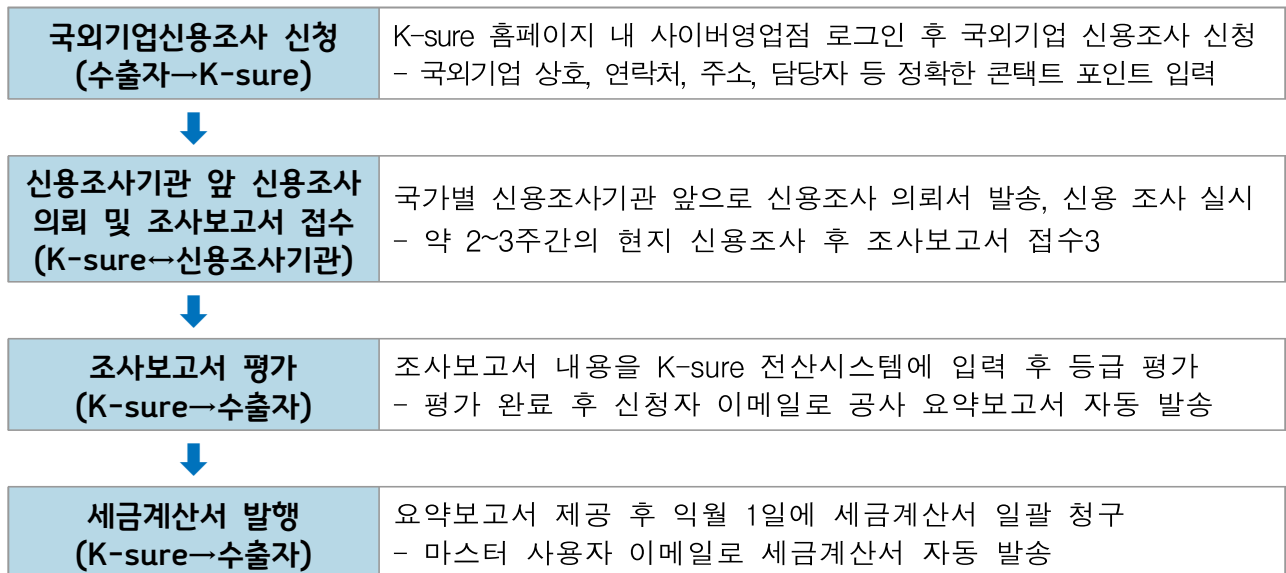 국외기업신용조사 신청
(수출자→K-sure)
K-sure 홈페이지 내 사이버영업점 로그인 후 국외기업 신용조사 신청
- 국외기업 상호, 연락처, 주소, 담당자 등 정확한 콘택트 포인트 입력
신용조사기관 앞 신용조사
의뢰 및 조사보고서 접수
(K-sure↔신용조사기관)
국가별 신용조사기관 앞으로 신용조사 의뢰서 발송, 신용 조사 실시
- 약 2~3주간의 현지 신용조사 후 조사보고서 접수3
조사보고서 평가
(K-sure→수출자)
조사보고서 내용을 K-sure 전산시스템에 입력 후 등급 평가
- 평가 완료 후 신청자 이메일로 공사 요약보고서 자동 발송
세금계산서 발행
(K-sure→수출자)
요약보고서 제공 후 익월 1일에 세금계산서 일괄 청구
- 마스터 사용자 이메일로 세금계산서 자동 발송